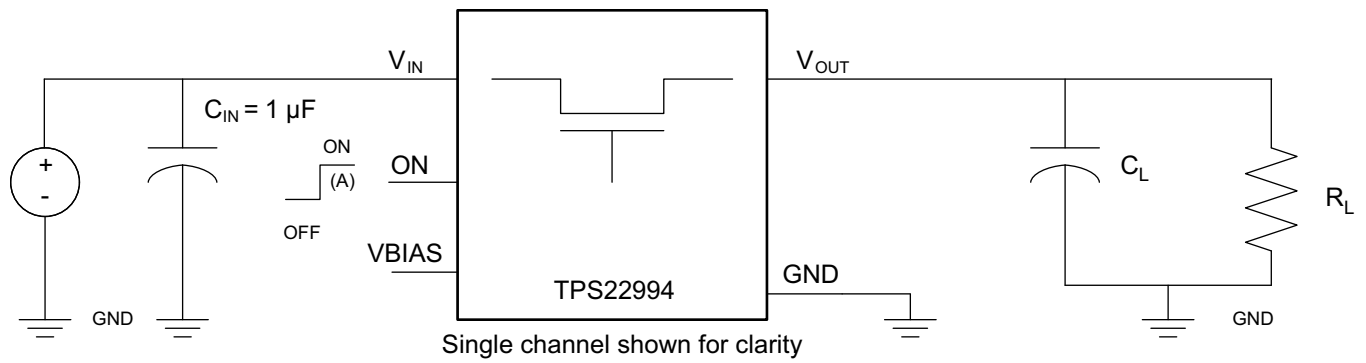 V_IN
V_OUT
C_IN = 1 µF
ON
(A)
OFF
ON
VBIAS
+
-
C_L
R_L
GND
TPS22994
GND
GND
GND
Single channel shown for clarity